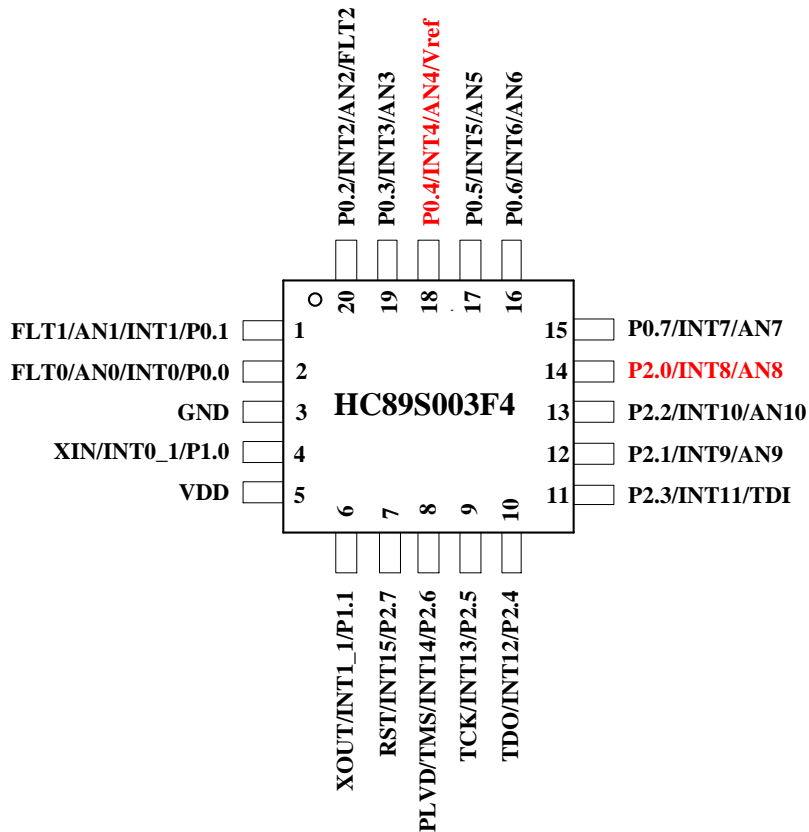 P0.2/INT2/AN2/FLT2
P0.3/INT3/AN3
P0.4/INT4/AN4/Vref
P0.5/INT5/AN5
P0.6/INT6/AN6
20
19
18
17
16
FLT1/AN1/INT1/P0.1
1
15
P0.7/INT7/AN7
FLT0/AN0/INT0/P0.0
2
14
P2.0/INT8/AN8
GND
3
HC89S003F4
13
P2.2/INT10/AN10
XIN/INT0_1/P1.0
4
12
P2.1/INT9/AN9
VDD
5
11
P2.3/INT11/TDI
6
7
8
9
10
XOUT/INT1_1/P1.1
RST/INT15/P2.7
PLVD/TMS/INT14/P2.6
TCK/INT13/P2.5
TDO/INT12/P2.4